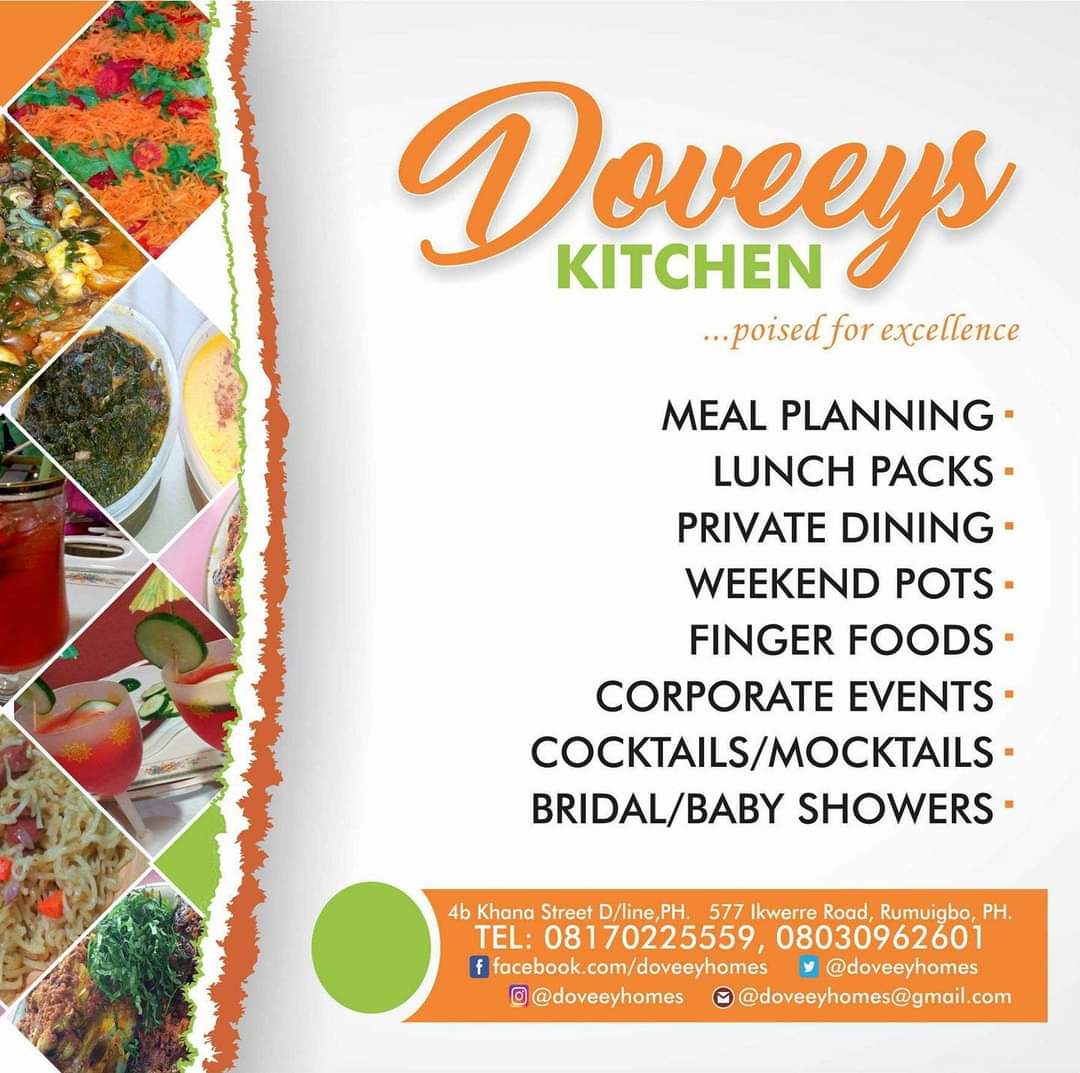 Doveeys
KITCHEN
...poised for excellence
MEAL PLANNING
LUNCH PACKS
PRIVATE DINING
WEEKEND POTS
FINGER FOODS
CORPORATE EVENTS
COCKTAILS/MOCKTAILS
BRIDAL/BABY SHOWERS
4b Khana Street D/line,PH. 577 Ikwerre Road, Rumuigbo, PH.
TEL: 08170225559, 08030962601
facebook.com/doveeyhomes @doveeyhomes
@doveeyhomes @doveeyhomes@gmail.com